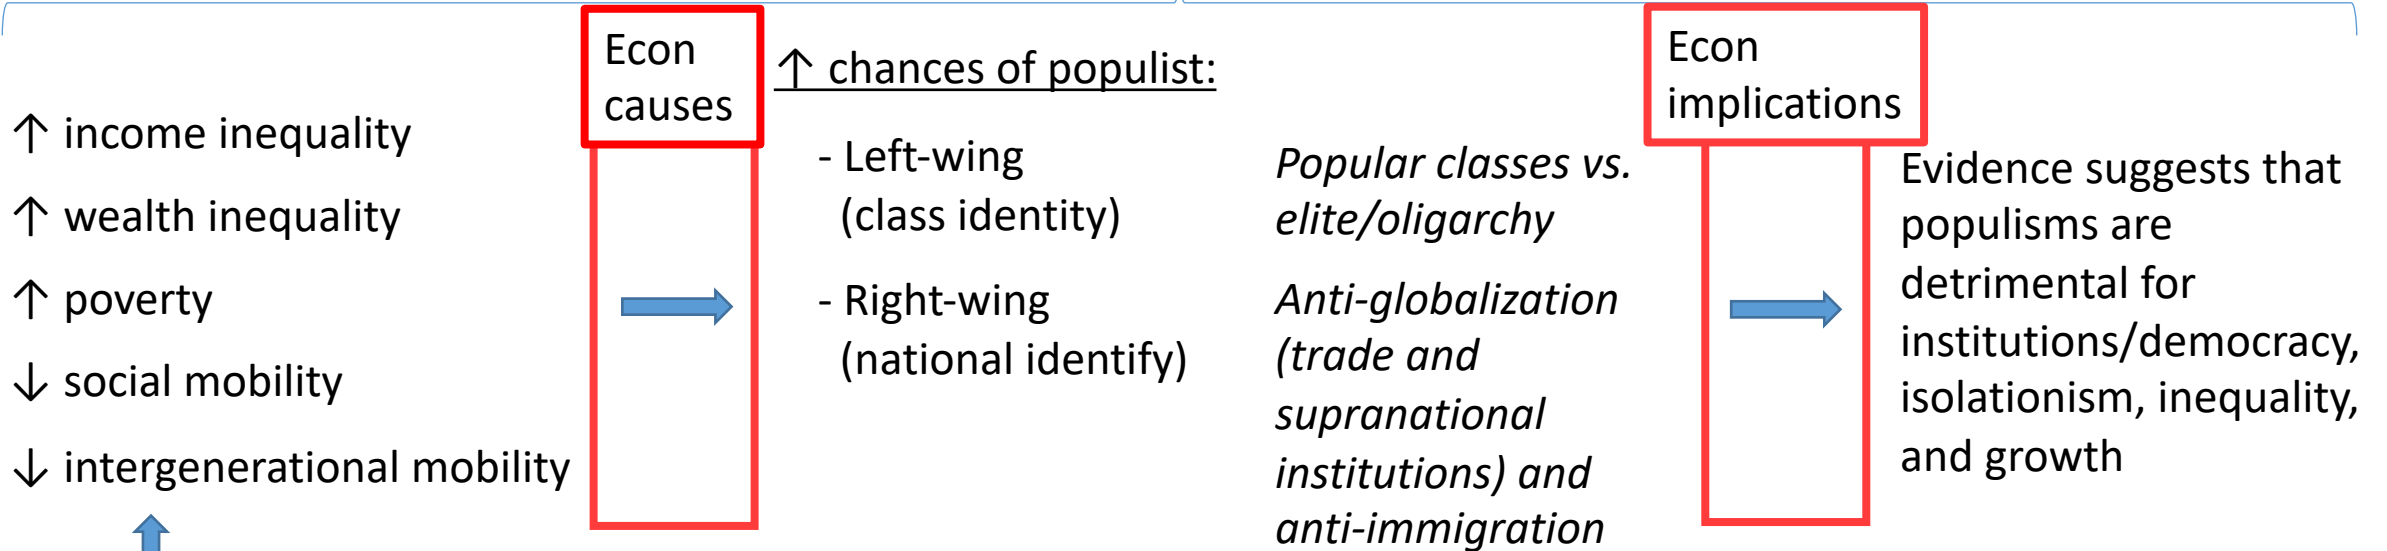 ↑ income inequality
↑ wealth inequality
↑ poverty
↓ social mobility
↓ intergenerational mobility
Econ
causes
↑ chances of populist:
- Left-wing
(class identity)
- Right-wing
(national identify)
Popular classes vs.
elite/oligarchy
Anti-globalization
(trade and
supranational
institutions) and
anti-immigration
Econ
implications
Evidence suggests that
populisms are
detrimental for
institutions/democracy,
isolationism, inequality,
and growth